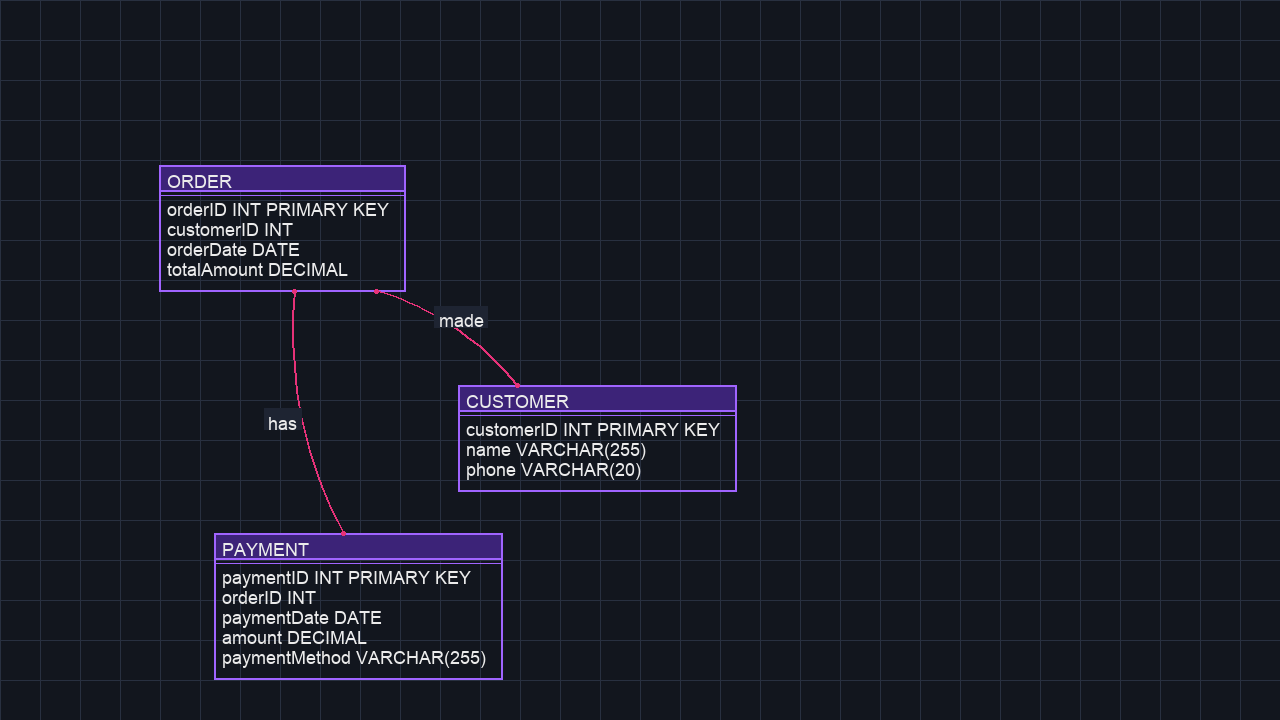 ORDER
orderID INT PRIMARY KEY
customerID INT
orderDate DATE
totalAmount DECIMAL
made
CUSTOMER
customerID INT PRIMARY KEY
name VARCHAR(255)
phone VARCHAR(20)
has
PAYMENT
paymentID INT PRIMARY KEY
orderID INT
paymentDate DATE
amount DECIMAL
paymentMethod VARCHAR(255)